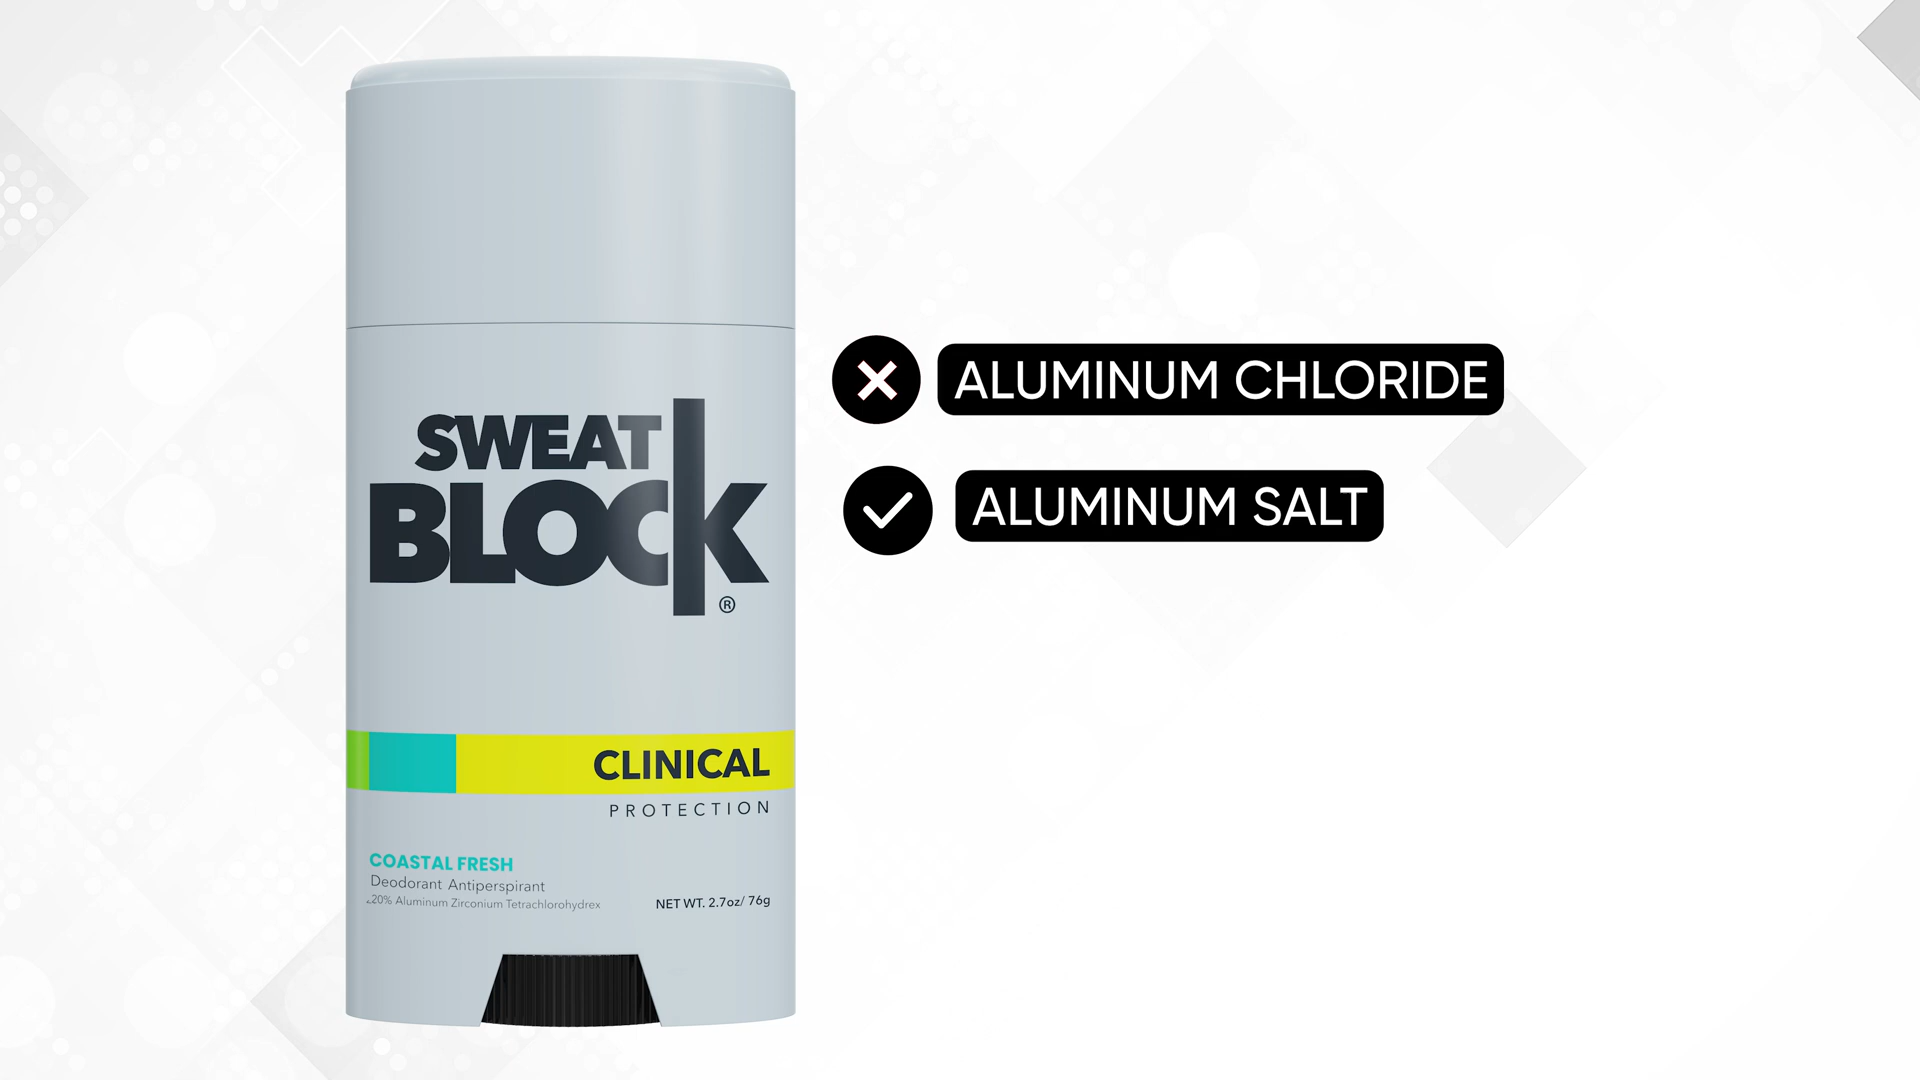 SWEAT
BLOCK
®
CLINICAL
PROTECTION
COASTAL FRESH
Deodorant Antiperspirant
20% Aluminum Zirconium Tetrachlorohydrex
NET WT. 2.7oz/ 76g
ALUMINUM CHLORIDE
ALUMINUM SALT